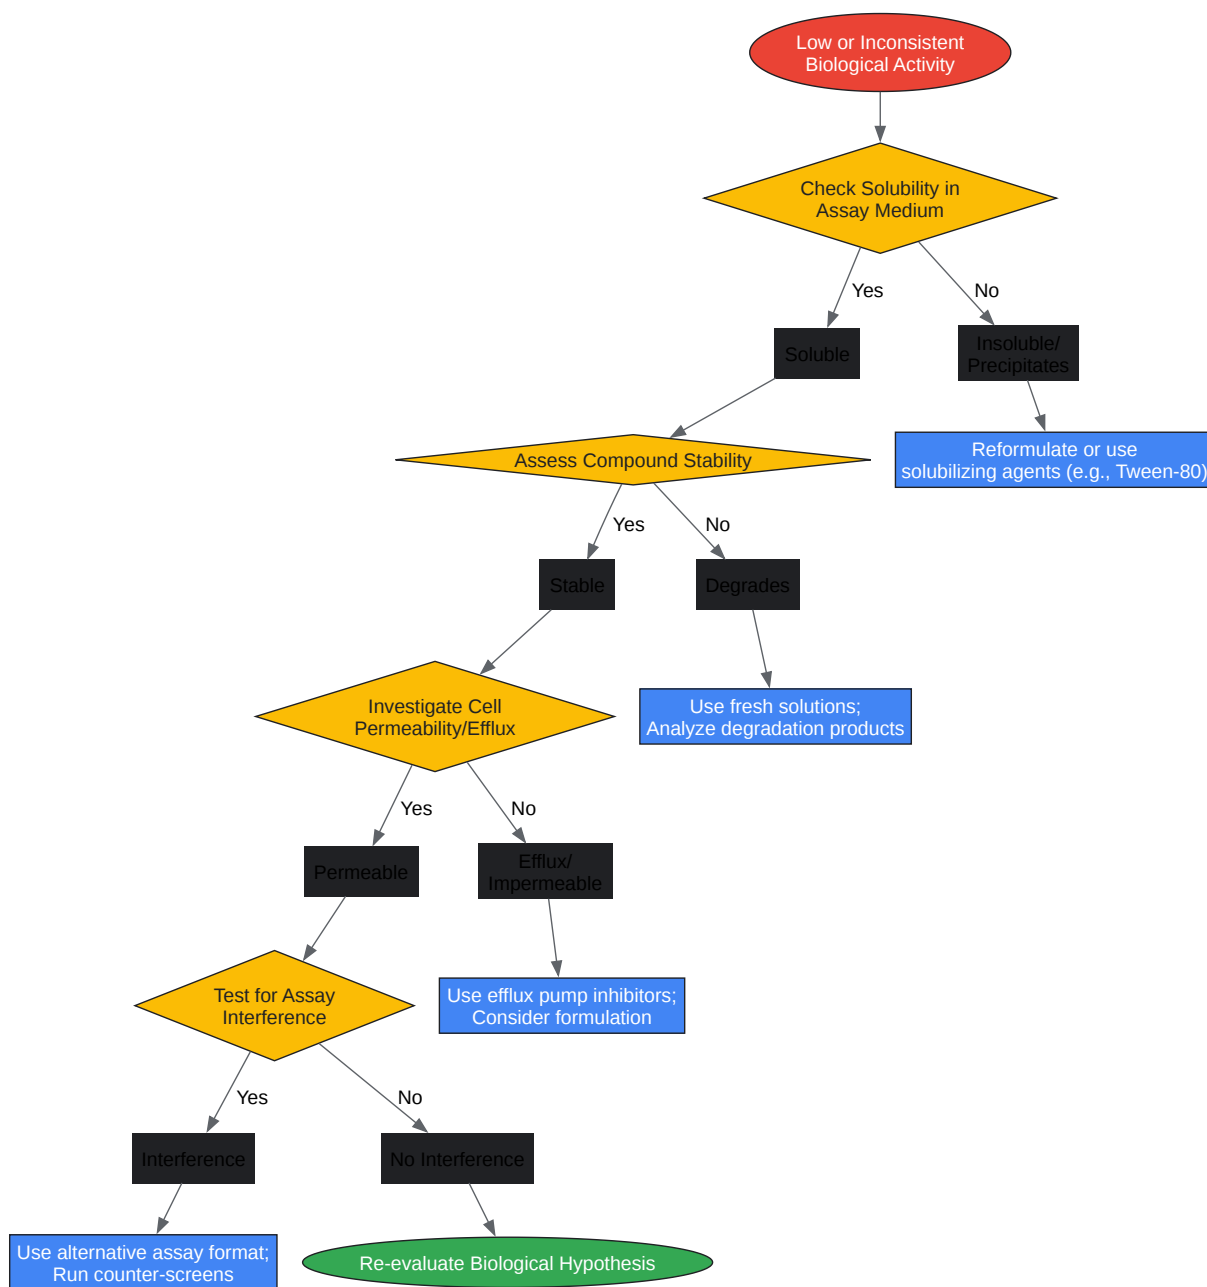 Low or Inconsistent
Biological Activity
Check Solubility in
Assay Medium
Yes
No
Soluble
Insoluble/
Precipitates
Assess Compound Stability
Reformulate or use
solubilizing agents (e.g., Tween-80)
Yes
No
Stable
Degrades
Investigate Cell
Permeability/Efflux
Use fresh solutions;
Analyze degradation products
Yes
No
Permeable
Efflux/
Impermeable
Test for Assay
Interference
Use efflux pump inhibitors;
Consider formulation
Yes
No
Interference
No Interference
Use alternative assay format;
Run counter-screens
Re-evaluate Biological Hypothesis